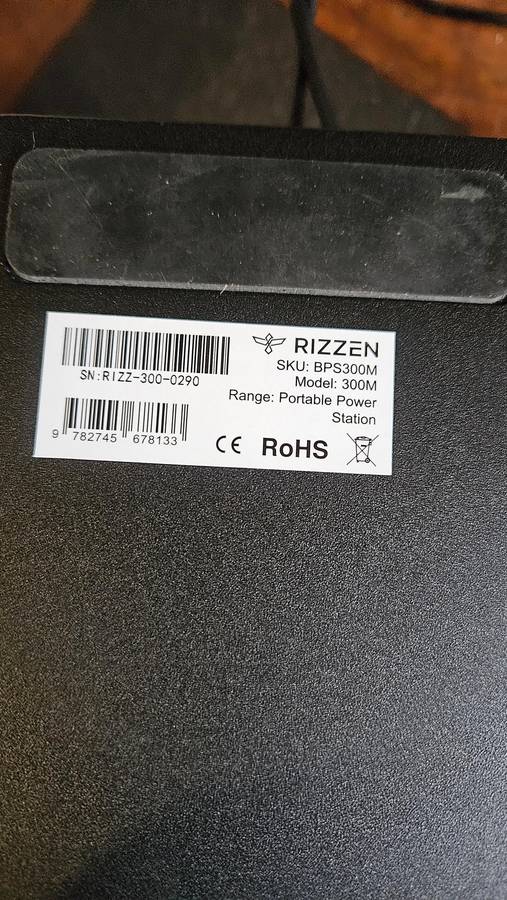 RIZZEN
SN:RIZZ-300-0290
SKU: BPS300M
Model: 300M
Range: Portable Power
Station
9 782745 678133
CE RoHS